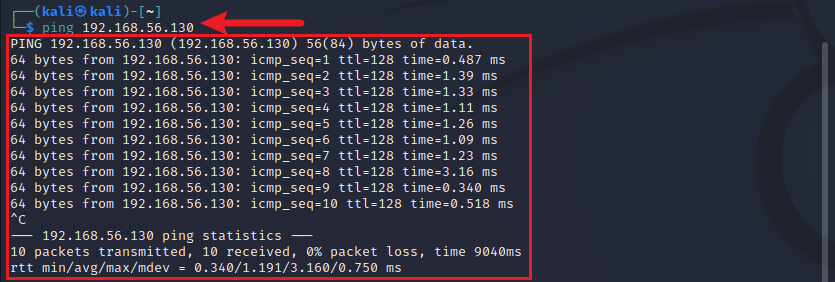 ┌──(kali㉿kali)-[~]
└─$ ping 192.168.56.130
PING 192.168.56.130 (192.168.56.130) 56(84) bytes of data.
64 bytes from 192.168.56.130: icmp_seq=1 ttl=128 time=0.487 ms
64 bytes from 192.168.56.130: icmp_seq=2 ttl=128 time=1.39 ms
64 bytes from 192.168.56.130: icmp_seq=3 ttl=128 time=1.33 ms
64 bytes from 192.168.56.130: icmp_seq=4 ttl=128 time=1.11 ms
64 bytes from 192.168.56.130: icmp_seq=5 ttl=128 time=1.26 ms
64 bytes from 192.168.56.130: icmp_seq=6 ttl=128 time=1.09 ms
64 bytes from 192.168.56.130: icmp_seq=7 ttl=128 time=1.23 ms
64 bytes from 192.168.56.130: icmp_seq=8 ttl=128 time=3.16 ms
64 bytes from 192.168.56.130: icmp_seq=9 ttl=128 time=0.340 ms
64 bytes from 192.168.56.130: icmp_seq=10 ttl=128 time=0.518 ms
^C
--- 192.168.56.130 ping statistics ---
10 packets transmitted, 10 received, 0% packet loss, time 9040ms
rtt min/avg/max/mdev = 0.340/1.191/3.160/0.750 ms